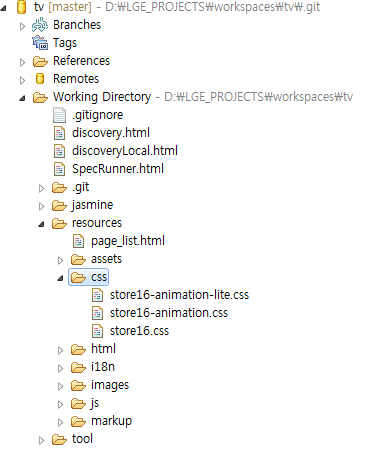 tv [master] - D:₩LGE_PROJECTS₩workspaces₩tv₩.git
Branches
Tags
References
Remotes
Working Directory - D:₩LGE_PROJECTS₩workspaces₩tv
.gitignore
discovery.html
discoveryLocal.html
SpecRunner.html
.git
jasmine
resources
page_list.html
assets
css
store16-animation-lite.css
store16-animation.css
store16.css
html
i18n
images
js
markup
tool